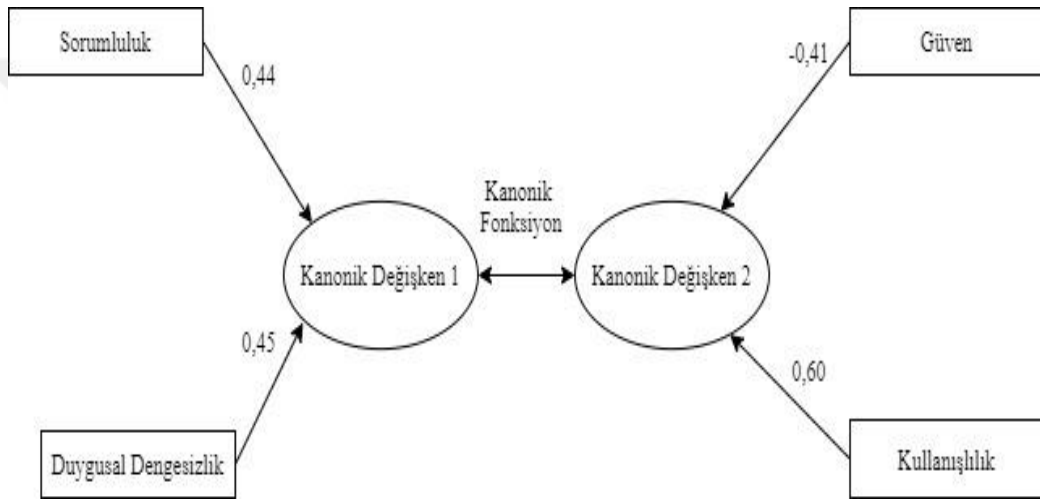 Sorumluluk
Güven
0,44
-0,41
Kanonik
Fonksiyon
Kanonik Değişken 1
Kanonik Değişken 2
0,45
0,60
Duygusal Dengesizlik
Kullanışlılık